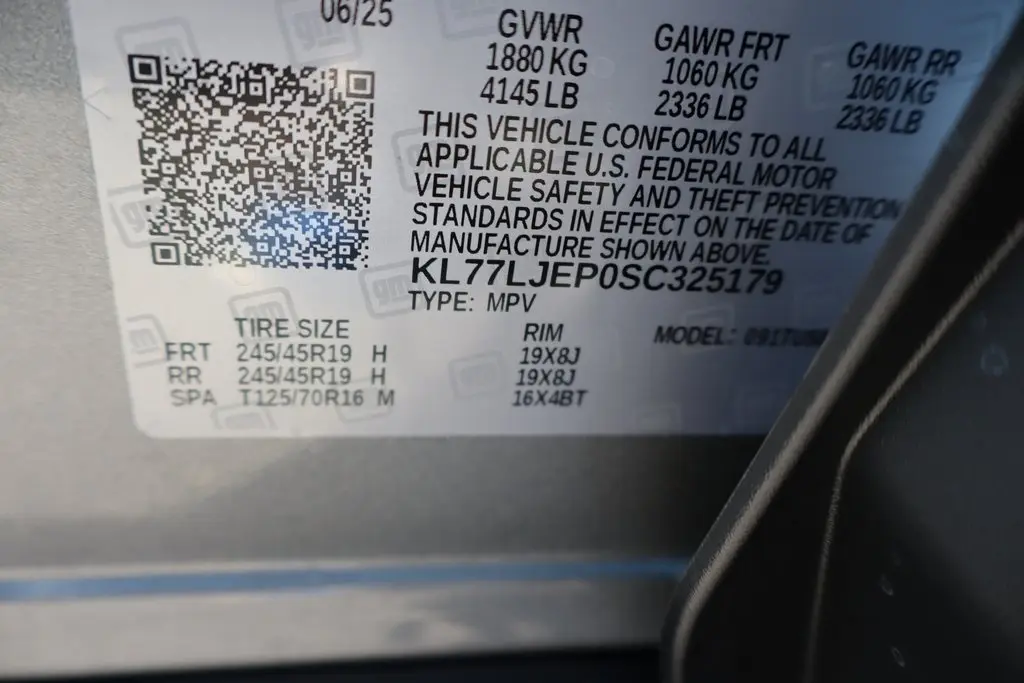 06/25
GVWR GAWR FRT GAWR RR
1880 KG 1060 KG 1060 KG
4145 LB 2336 LB 2336 LB
THIS VEHICLE CONFORMS TO ALL
APPLICABLE U.S. FEDERAL MOTOR
VEHICLE SAFETY AND THEFT PREVENTION
STANDARDS IN EFFECT ON THE DATE OF
MANUFACTURE SHOWN ABOVE.
KL77LJEP0SC325179
TYPE: MPV
TIRE SIZE RIM MODEL:
FRT 245/45R19 H 19X8J
RR 245/45R19 H 19X8J
SPA T125/70R16 M 16X4BT